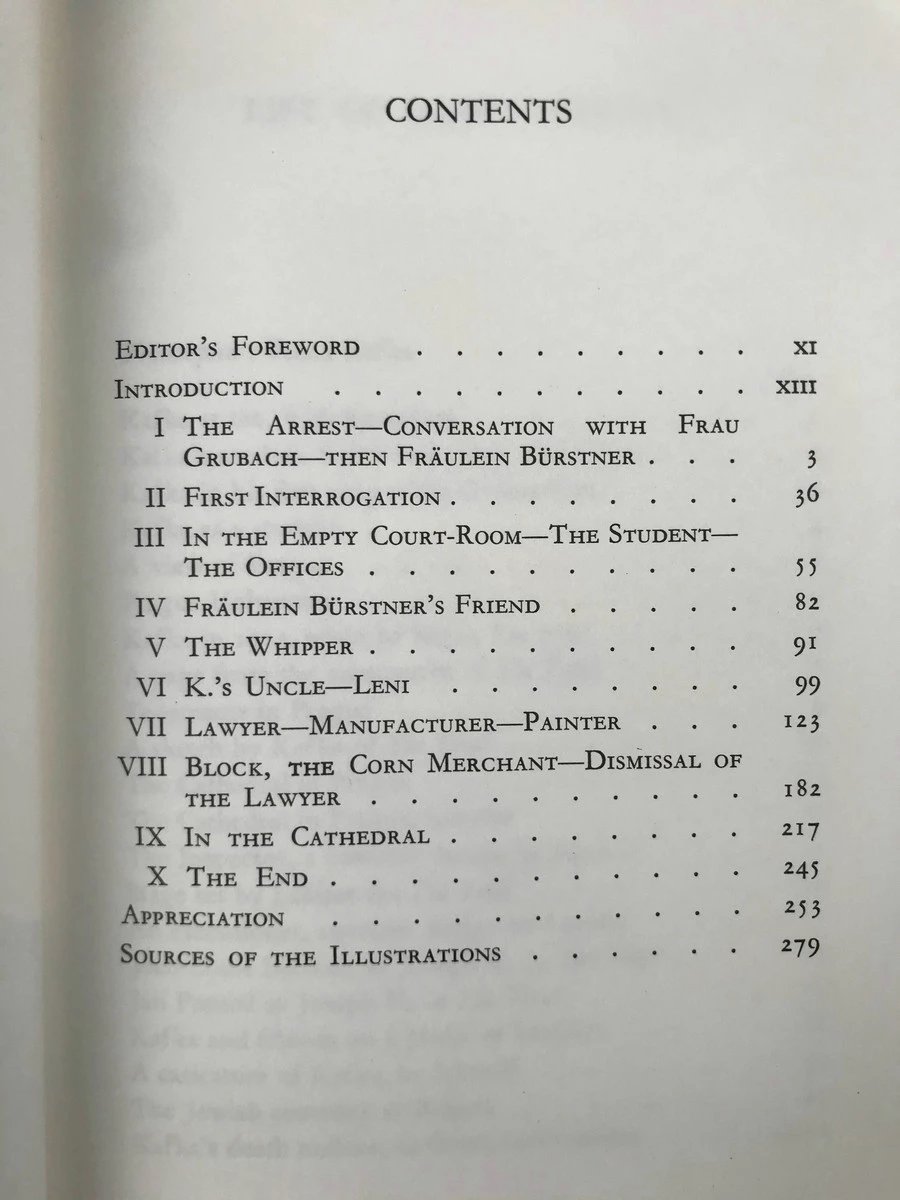 CONTENTS
EDITOR'S FOREWORD . . . . . . . . . . XI
INTRODUCTION . . . . . . . . . . . . XIII
I THE ARREST—CONVERSATION WITH FRAU
GRUBACH—THEN FRÄULEIN BÜRSTNER . . . 3
II FIRST INTERROGATION . . . . . . . . 36
III IN THE EMPTY COURT-ROOM—THE STUDENT—
THE OFFICES . . . . . . . . . . 55
IV FRÄULEIN BÜRSTNER'S FRIEND . . . . . 82
V THE WHIPPER . . . . . . . . . . 91
VI K.'S UNCLE—LENI . . . . . . . . 99
VII LAWYER—MANUFACTURER—PAINTER . . . 123
VIII BLOCK, THE CORN MERCHANT—DISMISSAL OF
THE LAWYER . . . . . . . . . . 182
IX IN THE CATHEDRAL . . . . . . . . 217
X THE END . . . . . . . . . . . 245
APPRECIATION . . . . . . . . . . . 253
SOURCES OF THE ILLUSTRATIONS . . . . . . 279